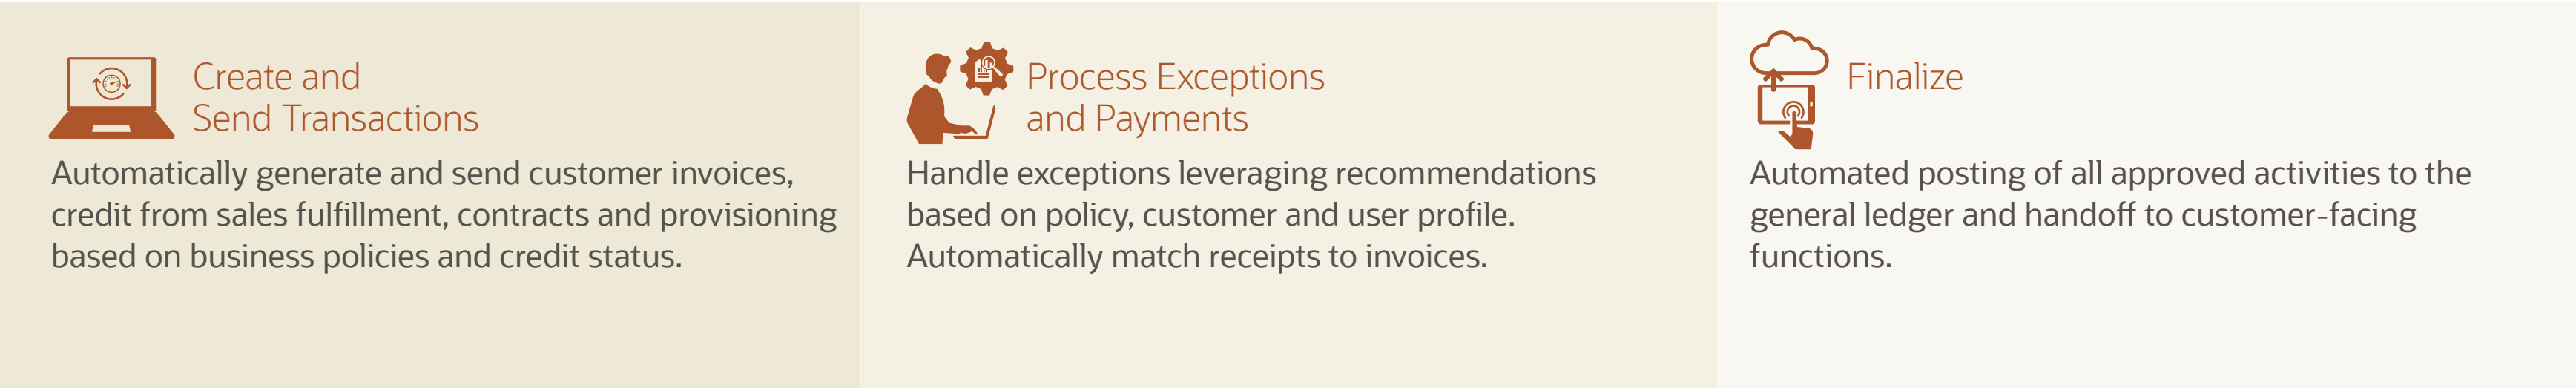 Create and
Send Transactions
Automatically generate and send customer invoices,
credit from sales fulfillment, contracts and provisioning
based on business policies and credit status.
Process Exceptions
and Payments
Handle exceptions leveraging recommendations
based on policy, customer and user profile.
Automatically match receipts to invoices.
Finalize
Automated posting of all approved activities to the
general ledger and handoff to customer-facing
functions.